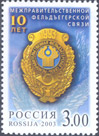 МЕЖПРАВИТЕЛЬСТВЕННОЙ
ФЕЛЬДЪЕГЕРСКОЙ
СВЯЗИ
10
ЛЕТ
РОССИЯ
ROSSIJA 2003
3.00